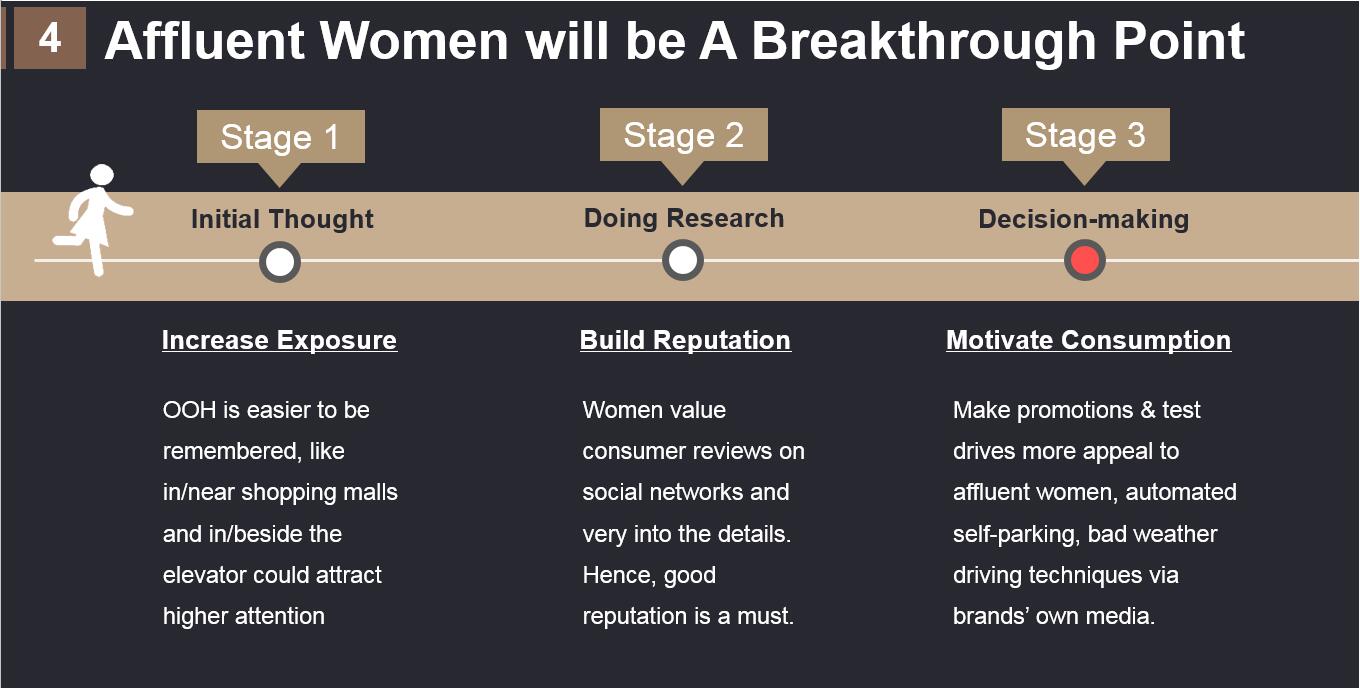 4
Affluent Women will be A Breakthrough Point
Stage 1
Stage 2
Stage 3
Initial Thought
Doing Research
Decision-making
Increase Exposure
OOH is easier to be
remembered, like
in/near shopping malls
and in/beside the
elevator could attract
higher attention
Build Reputation
Women value
consumer reviews on
social networks and
very into the details.
Hence, good
reputation is a must.
Motivate Consumption
Make promotions & test
drives more appeal to
affluent women, automated
self-parking, bad weather
driving techniques via
brands’ own media.